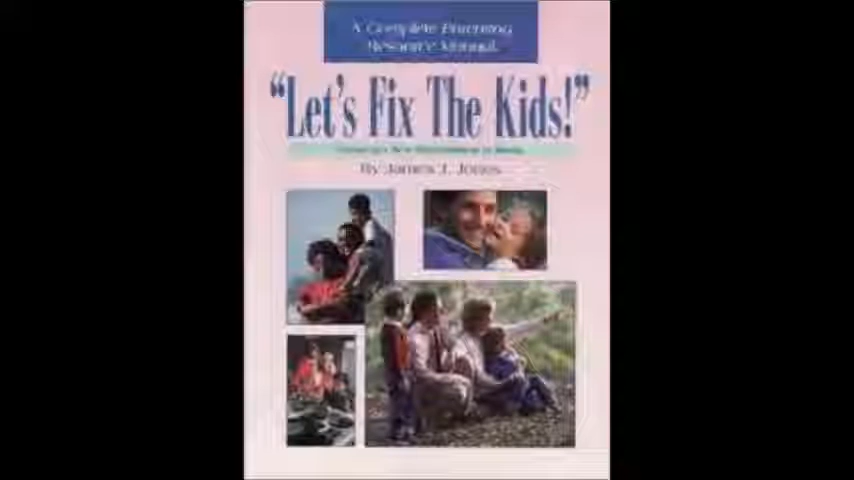 A Complete Parenting
Resource Manual
"Let's Fix The Kids!"
By James J. Jones